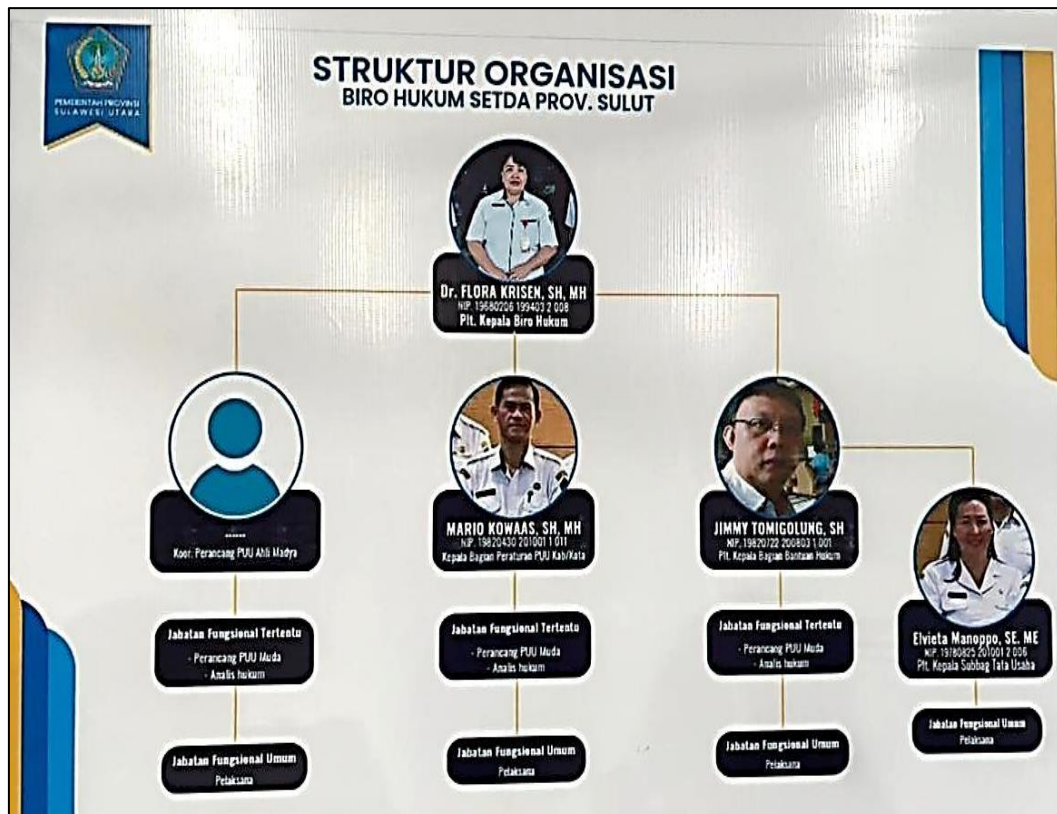 PEMERINTAH PROVINSI
SULAWESI UTARA
STRUKTUR ORGANISASI
BIRO HUKUM SETDA PROV. SULUT
Dr. FLORA KRISEN, SH, MH
NIP. 19680206 199403 2 008
Plt. Kepala Biro Hukum
......
Koor. Perancang PUU Ahli Madya
MARIO KOWAAS, SH, MH
NIP. 19820430 201001 1 011
Kepala Bagian Peraturan PUU Kab/Kota
JIMMY TOMIGOLUNG, SH
NIP. 19820722 200803 1 001
Plt. Kepala Bagian Bantuan Hukum
Elvieta Manoppo, SE, ME
NIP. 19780825 201001 2 006
Plt. Kepala Subbag Tata Usaha
Jabatan Fungsional Tertentu
- Perancang PUU Muda
- Analis hukum
Jabatan Fungsional Tertentu
- Perancang PUU Muda
- Analis hukum
Jabatan Fungsional Tertentu
- Perancang PUU Muda
- Analis hukum
Jabatan Fungsional Umum
Pelaksana
Jabatan Fungsional Umum
Pelaksana
Jabatan Fungsional Umum
Pelaksana
Jabatan Fungsional Umum
Pelaksana